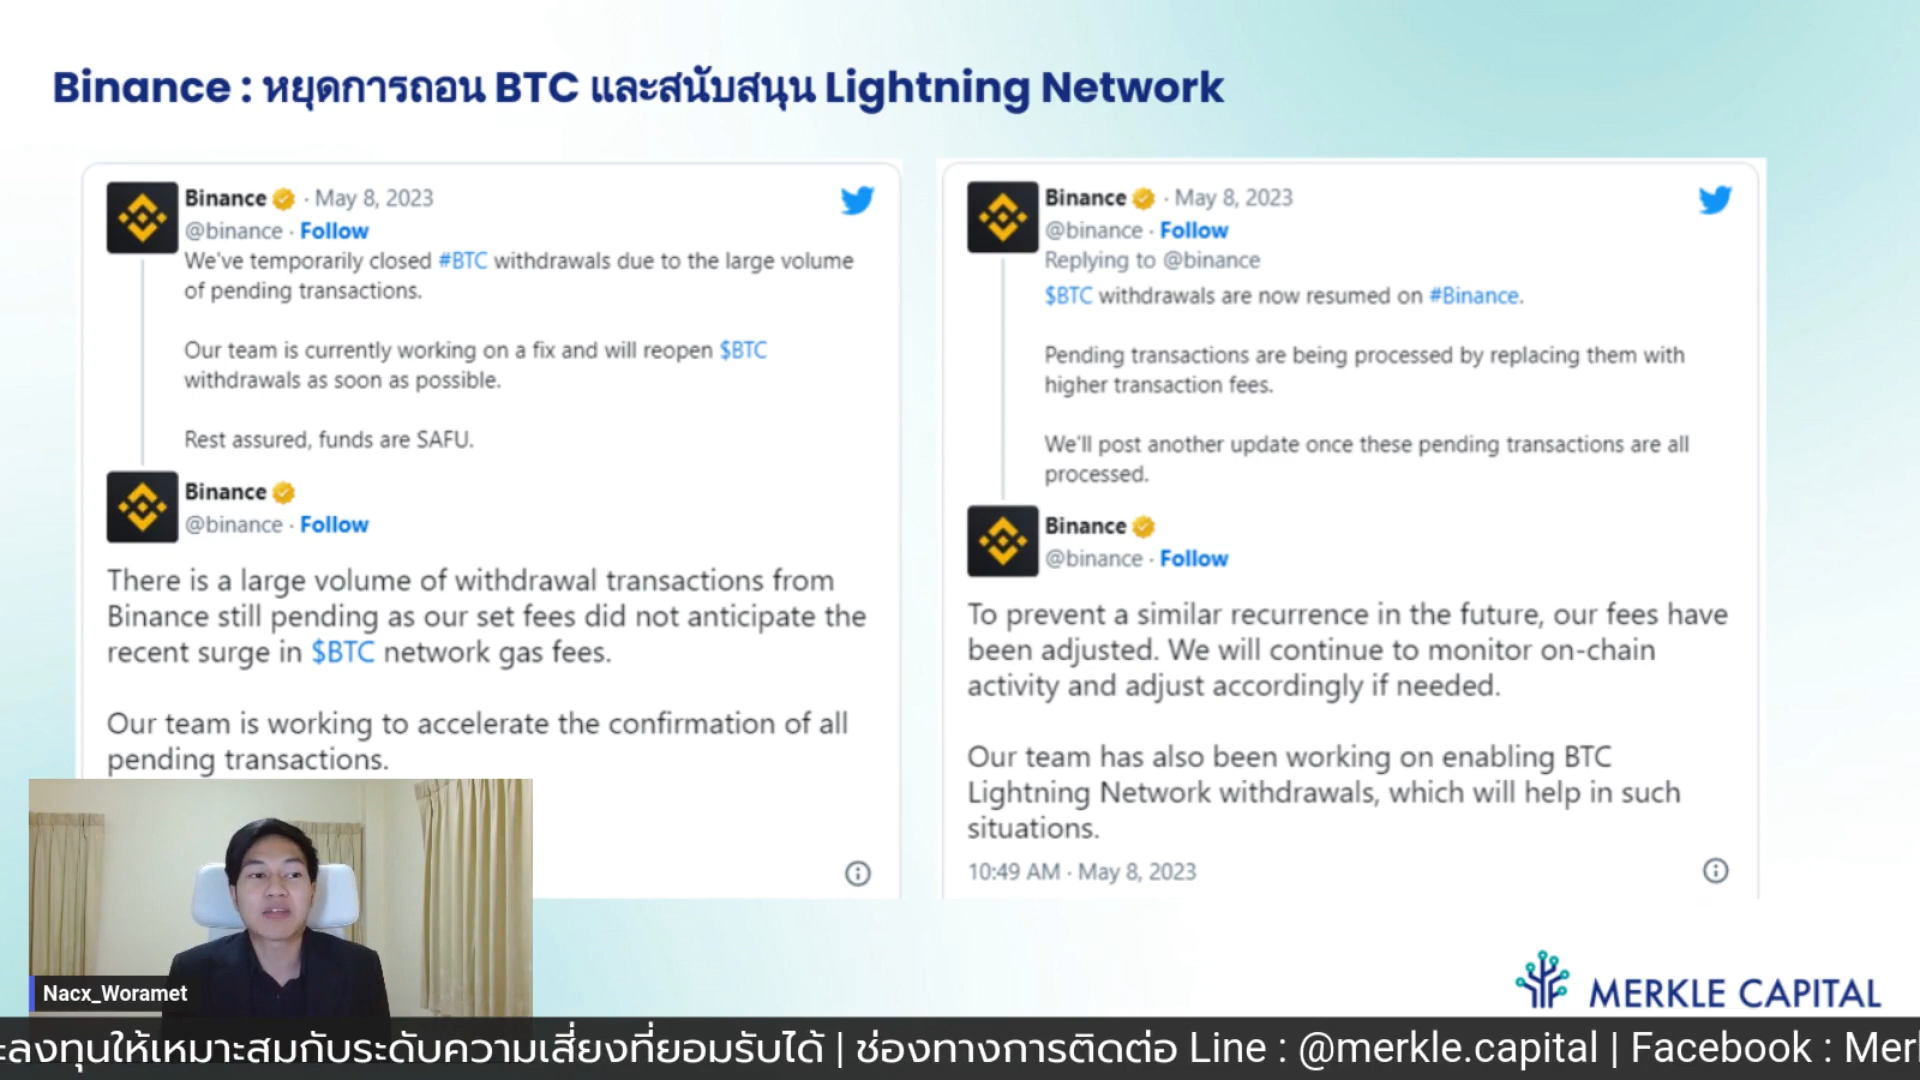 Binance : หยุดการถอน BTC และสนับสนุน Lightning Network
Binance · May 8, 2023
@binance · Follow
We've temporarily closed #BTC withdrawals due to the large volume
of pending transactions.
Our team is currently working on a fix and will reopen $BTC
withdrawals as soon as possible.
Rest assured, funds are SAFU.
Binance
@binance · Follow
There is a large volume of withdrawal transactions from
Binance still pending as our set fees did not anticipate the
recent surge in $BTC network gas fees.
Our team is working to accelerate the confirmation of all
pending transactions.
Binance · May 8, 2023
@binance · Follow
Replying to @binance
$BTC withdrawals are now resumed on #Binance.
Pending transactions are being processed by replacing them with
higher transaction fees.
We'll post another update once these pending transactions are all
processed.
Binance
@binance · Follow
To prevent a similar recurrence in the future, our fees have
been adjusted. We will continue to monitor on-chain
activity and adjust accordingly if needed.
Our team has also been working on enabling BTC
Lightning Network withdrawals, which will help in such
situations.
10:49 AM · May 8, 2023
Nacx_Woramet
MERKLE CAPITAL
ะลงทุนให้เหมาะสมกับระดับความเสี่ยงที่ยอมรับได้ | ช่องทางการติดต่อ Line : @merkle.capital | Facebook : Merk